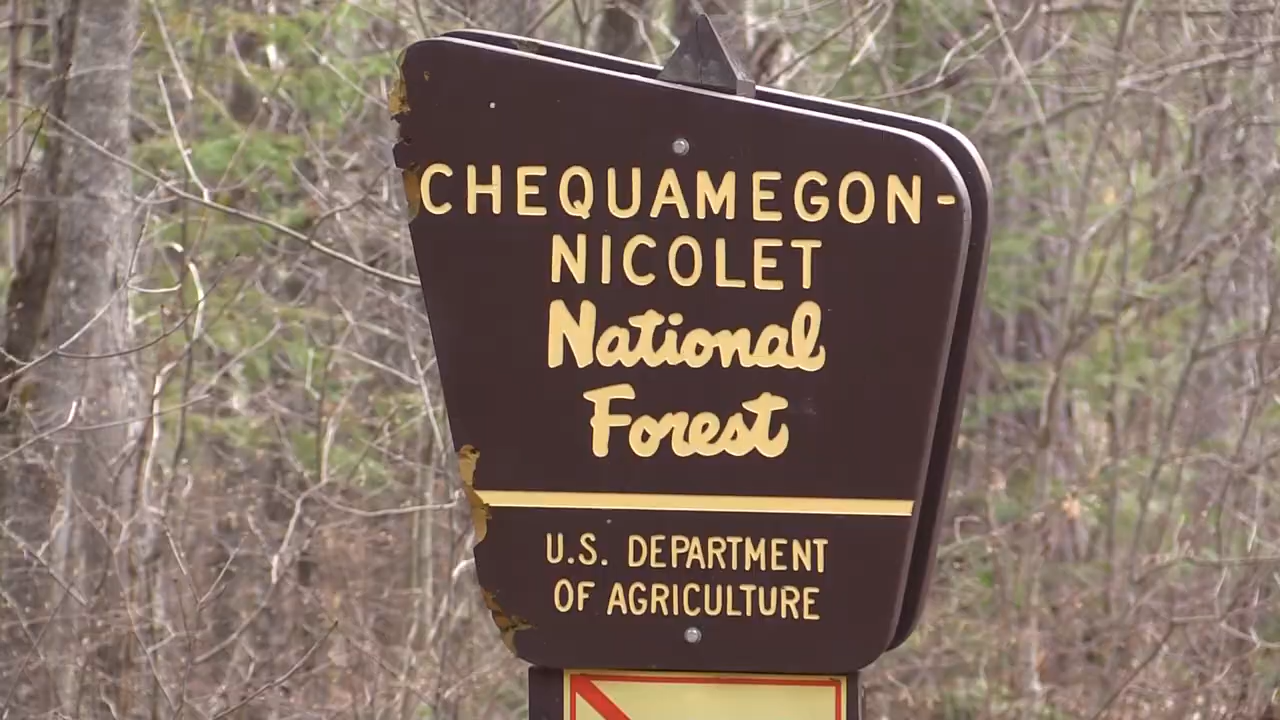 CHEQUAMEGON-
NICOLET
National
Forest
U.S. DEPARTMENT
OF AGRICULTURE